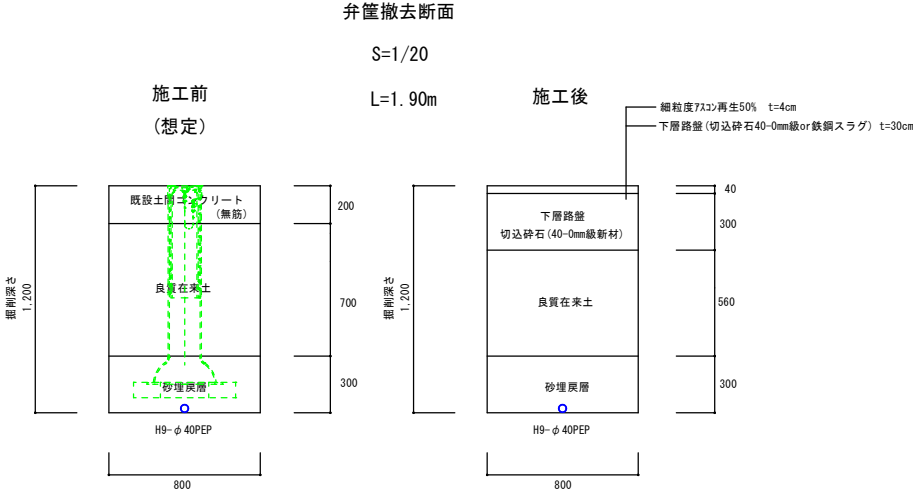 弁筐撤去断面
S=1/20
L=1.90m
施工前
(想定)
既設土間コンクリート
(無筋)
良質在来土
砂埋戻層
H9-φ40PEP
掘削深さ
1.200
200
700
300
800
施工後
細粒度アスコン再生50% t=4cm
下層路盤(切込砕石40-0mm級or鉄鋼スラグ) t=30cm
下層路盤
切込砕石(40-0mm級新材)
良質在来土
砂埋戻層
H9-φ40PEP
掘削深さ
1.200
40
300
560
300
800